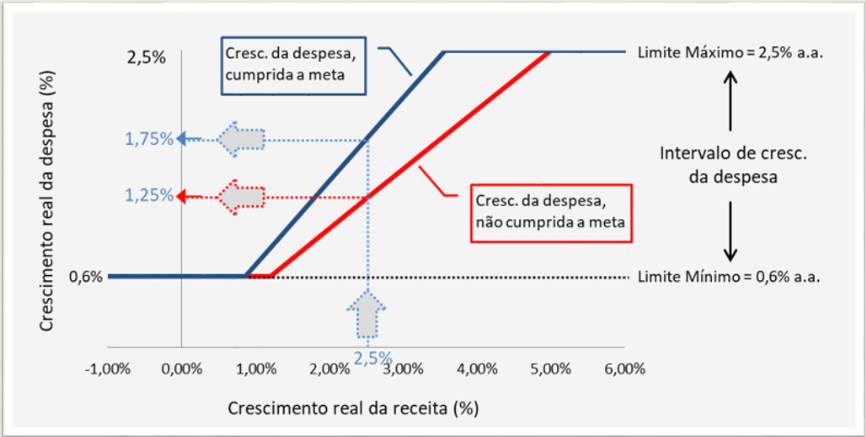 Crescimento real da despesa (%)
2,5%
1,75%
1,25%
0,6%
Cresc. da despesa,
cumprida a meta
Cresc. da despesa,
não cumprida a meta
Limite Máximo = 2,5% a.a.
Intervalo de cresc.
da despesa
Limite Mínimo = 0,6% a.a.
2,5%
-1,00% 0,00% 1,00% 2,00% 3,00% 4,00% 5,00% 6,00%
Crescimento real da receita (%)